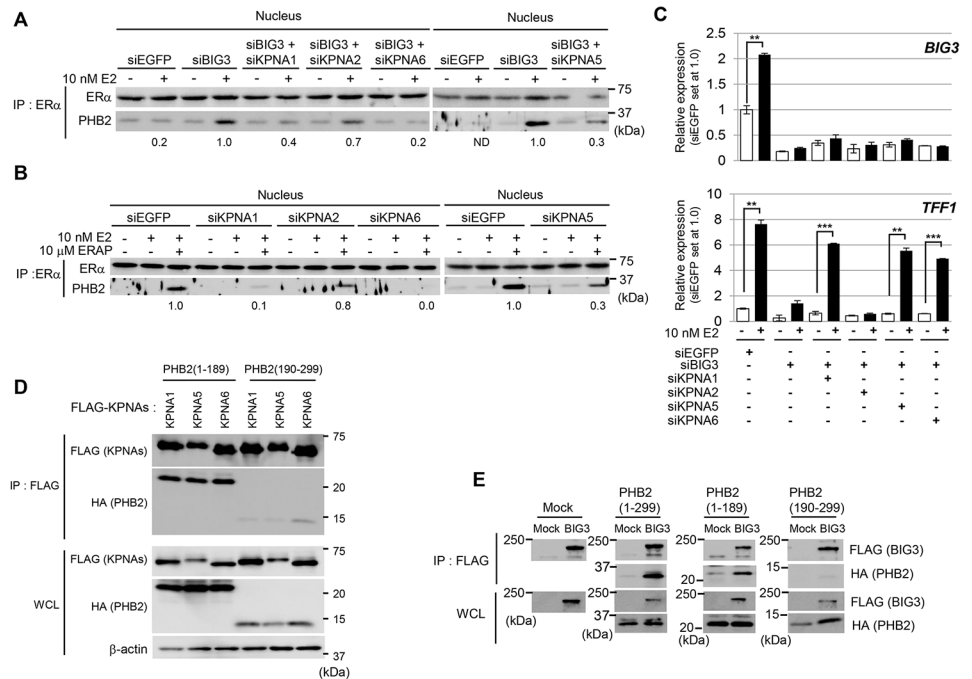 A
Nucleus
Nucleus
siEGFP siBIG3 siBIG3 + siKPNA1 siBIG3 + siKPNA2 siBIG3 + siKPNA6 siEGFP siBIG3 siBIG3 + siKPNA5
10 nM E2 - + - + - + - + - + - + - + - +
IP : ERα
ERα
75
PHB2
37
(kDa)
0.2 1.0 0.4 0.7 0.2 ND 1.0 0.3
B
Nucleus
Nucleus
siEGFP siKPNA1 siKPNA2 siKPNA6 siEGFP siKPNA5
10 nM E2 - + + - + + - + + - + + - + + - + +
10 μM ERAP - - + - - + - - + - - + - - + - - +
IP :ERα
ERα
75
PHB2
37
(kDa)
1.0 0.1 0.8 0.0 1.0 0.3
C
BIG3
Relative expression
(siEGFP set at 1.0)
2.5
2
1.5
1
0.5
0
**
TFF1
Relative expression
(siEGFP set at 1.0)
10
8
6
4
2
0
** *** ** ***
10 nM E2 - + - + - + - + - + - +
siEGFP + - - - - -
siBIG3 - + + + + +
siKPNA1 - - + - - -
siKPNA2 - - - + - -
siKPNA5 - - - - + -
siKPNA6 - - - - - +
D
PHB2(1-189) PHB2(190-299)
FLAG-KPNAs :
KPNA1 KPNA5 KPNA6 KPNA1 KPNA5 KPNA6
IP : FLAG
FLAG (KPNAs)
75
HA (PHB2)
20
15
WCL
FLAG (KPNAs)
75
50
HA (PHB2)
20
15
β-actin
37
(kDa)
E
Mock
PHB2 (1-299)
PHB2 (1-189)
PHB2 (190-299)
Mock BIG3 Mock BIG3 Mock BIG3 Mock BIG3
IP : FLAG
250 250 250 250
FLAG (BIG3)
37 20 15
HA (PHB2)
WCL
250 250 250 250
FLAG (BIG3)
37 20 15
HA (PHB2)
(kDa) (kDa) (kDa) (kDa)